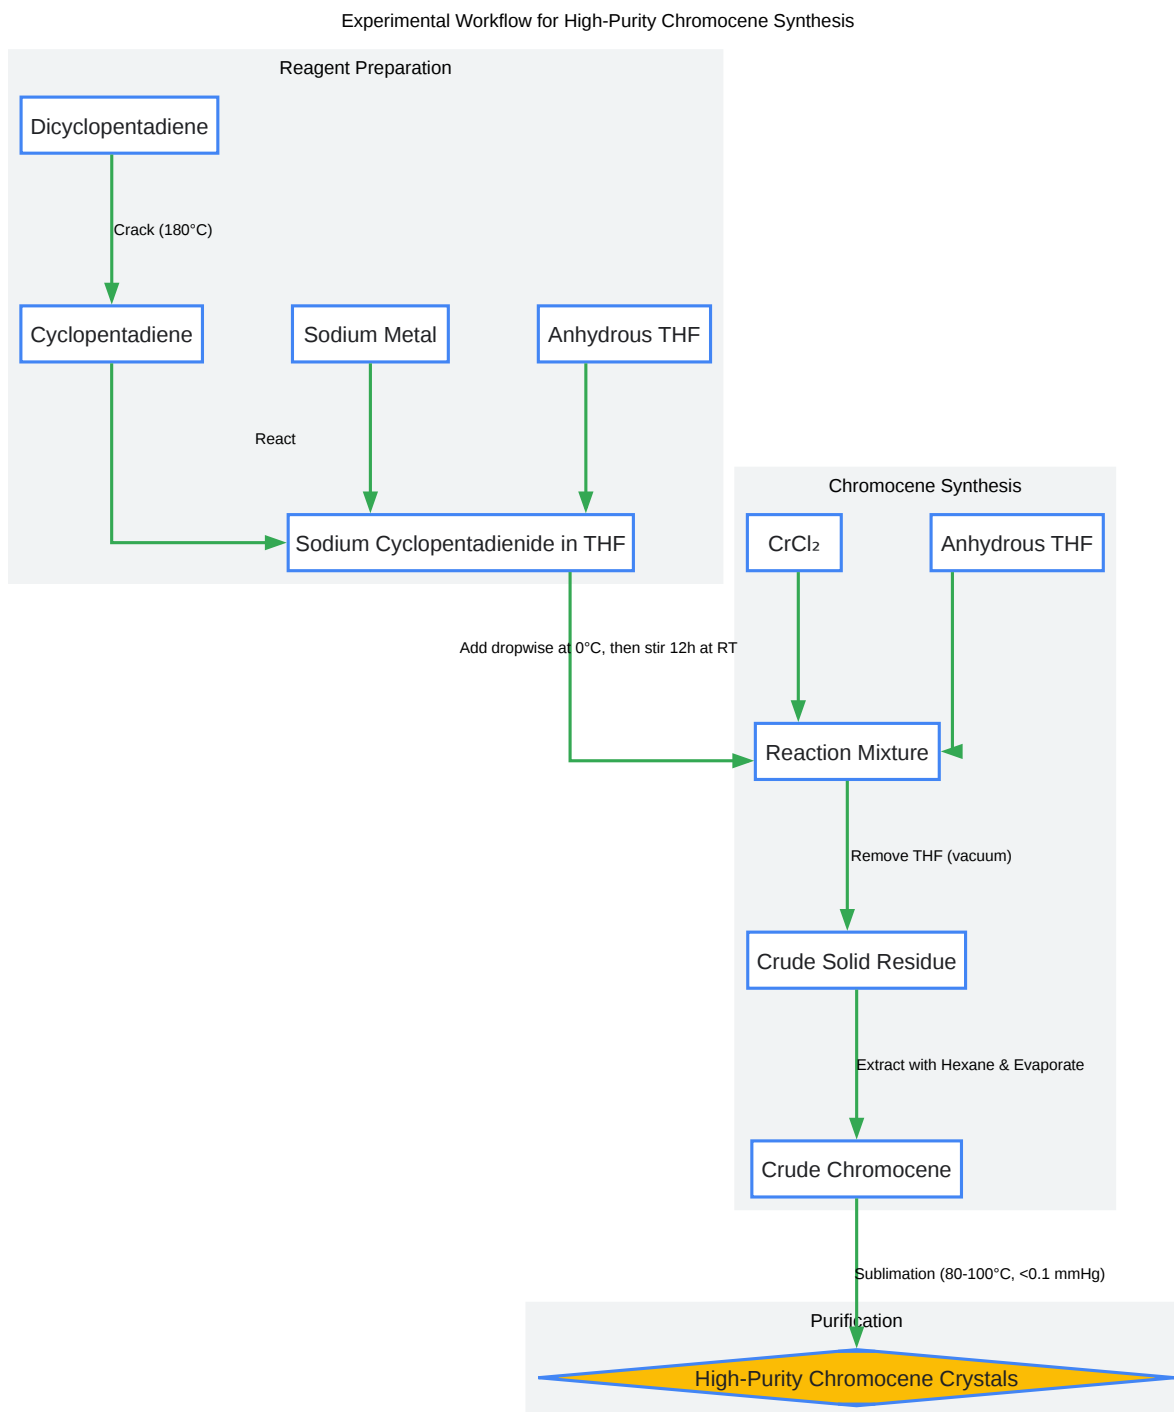 Experimental Workflow for High-Purity Chromocene Synthesis
Reagent Preparation
Dicyclopentadiene
Crack (180°C)
Cyclopentadiene
Sodium Metal
Anhydrous THF
React
Sodium Cyclopentadienide in THF
Chromocene Synthesis
CrCl₂
Anhydrous THF
Add dropwise at 0°C, then stir 12h at RT
Reaction Mixture
Remove THF (vacuum)
Crude Solid Residue
Extract with Hexane & Evaporate
Crude Chromocene
Sublimation (80-100°C, <0.1 mmHg)
Purification
High-Purity Chromocene Crystals